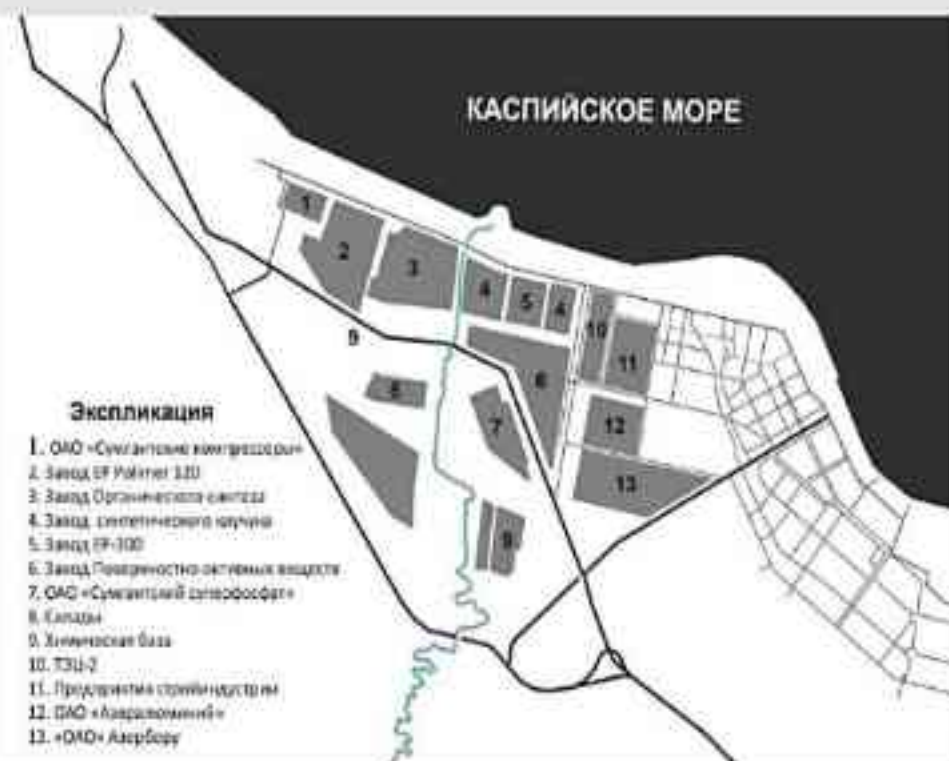 КАСПИЙСКОЕ МОРЕ
1
2
3
4
5
4
10
11
6
9
6
7
12
13
9
Экспликация
1. ОАО «Сумгаитские компрессоры»
2. Завод EP Polimer 120
3. Завод Органического синтеза
4. Завод синтетического каучука
5. Завод EP-300
6. Завод Поверхностно-активных веществ
7. ОАО «Сумгаитский суперфосфат»
8. Склады
9. Химическая база
10. ТЭЦ-2
11. Предприятия стройиндустрии
12. ОАО «Азералюминий»
13. «ОАО» Азербору